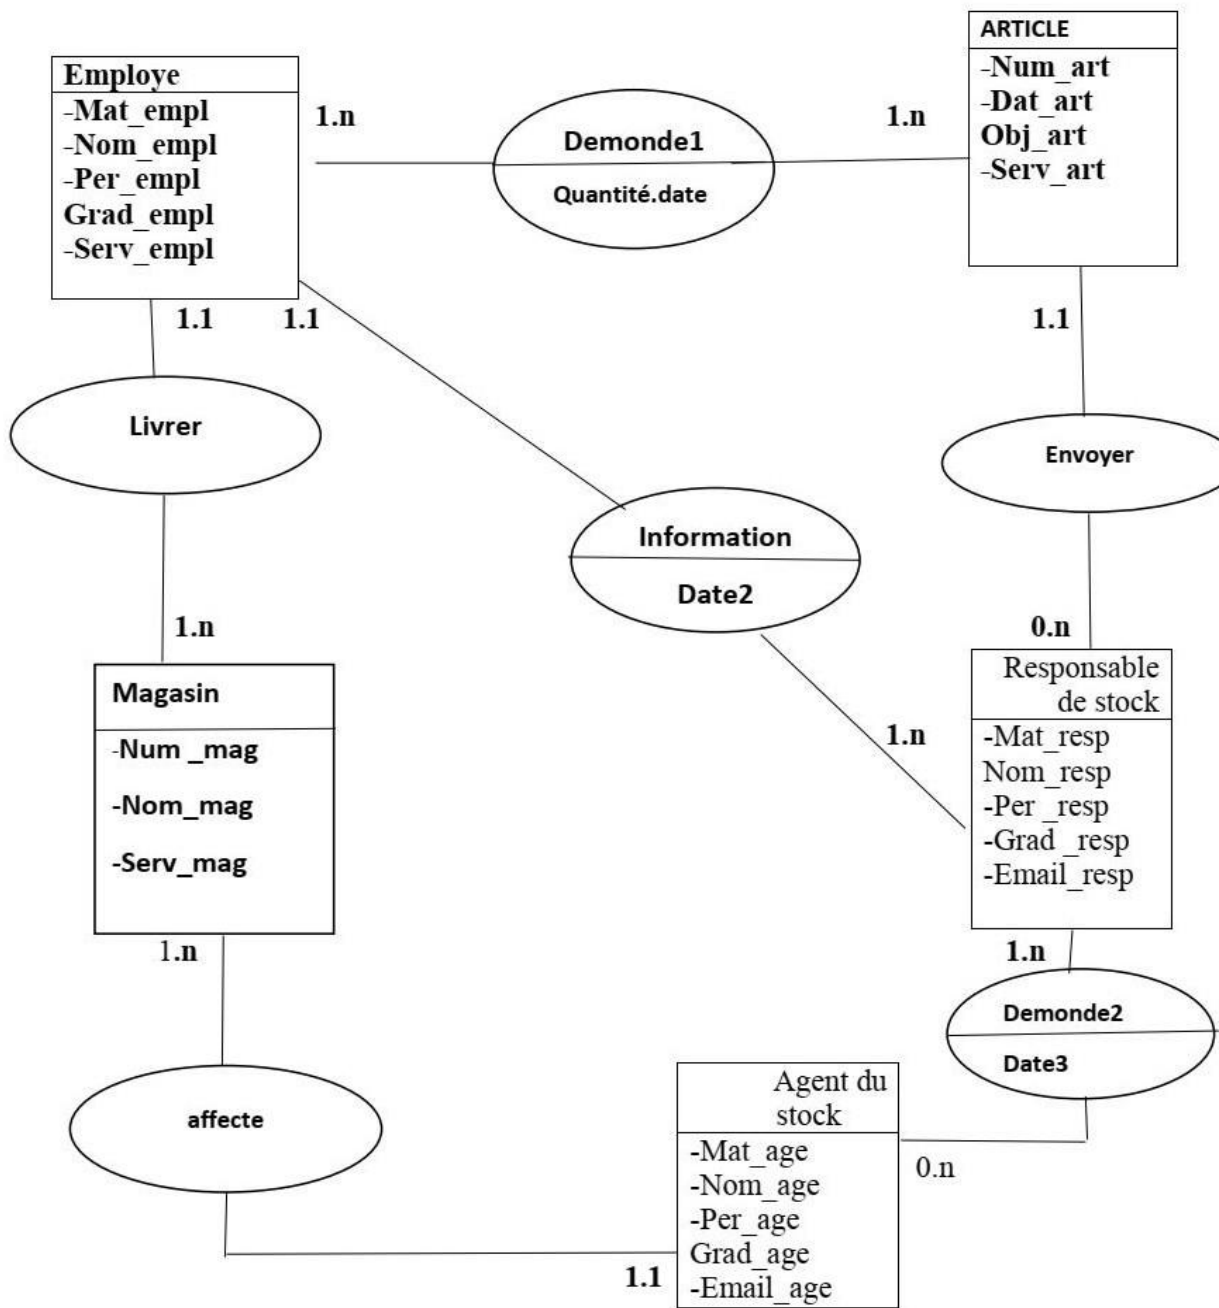 ARTICLE
-Num_art
-Dat_art
Obj_art
-Serv_art
Employe
-Mat_empl
-Nom_empl
-Per_empl
Grad_empl
-Serv_empl
1.n
Demonde1
Quantité.date
1.n
1.1
1.1
1.1
Livrer
Envoyer
Information
Date2
1.n
0.n
Magasin
-Num _mag
-Nom_mag
-Serv_mag
1.n
Responsable
de stock
-Mat_resp
Nom_resp
-Per _resp
-Grad _resp
-Email_resp
1.n
1.n
Demonde2
Date3
affecte
Agent du
stock
-Mat_age
-Nom_age
-Per_age
Grad_age
-Email_age
0.n
1.1